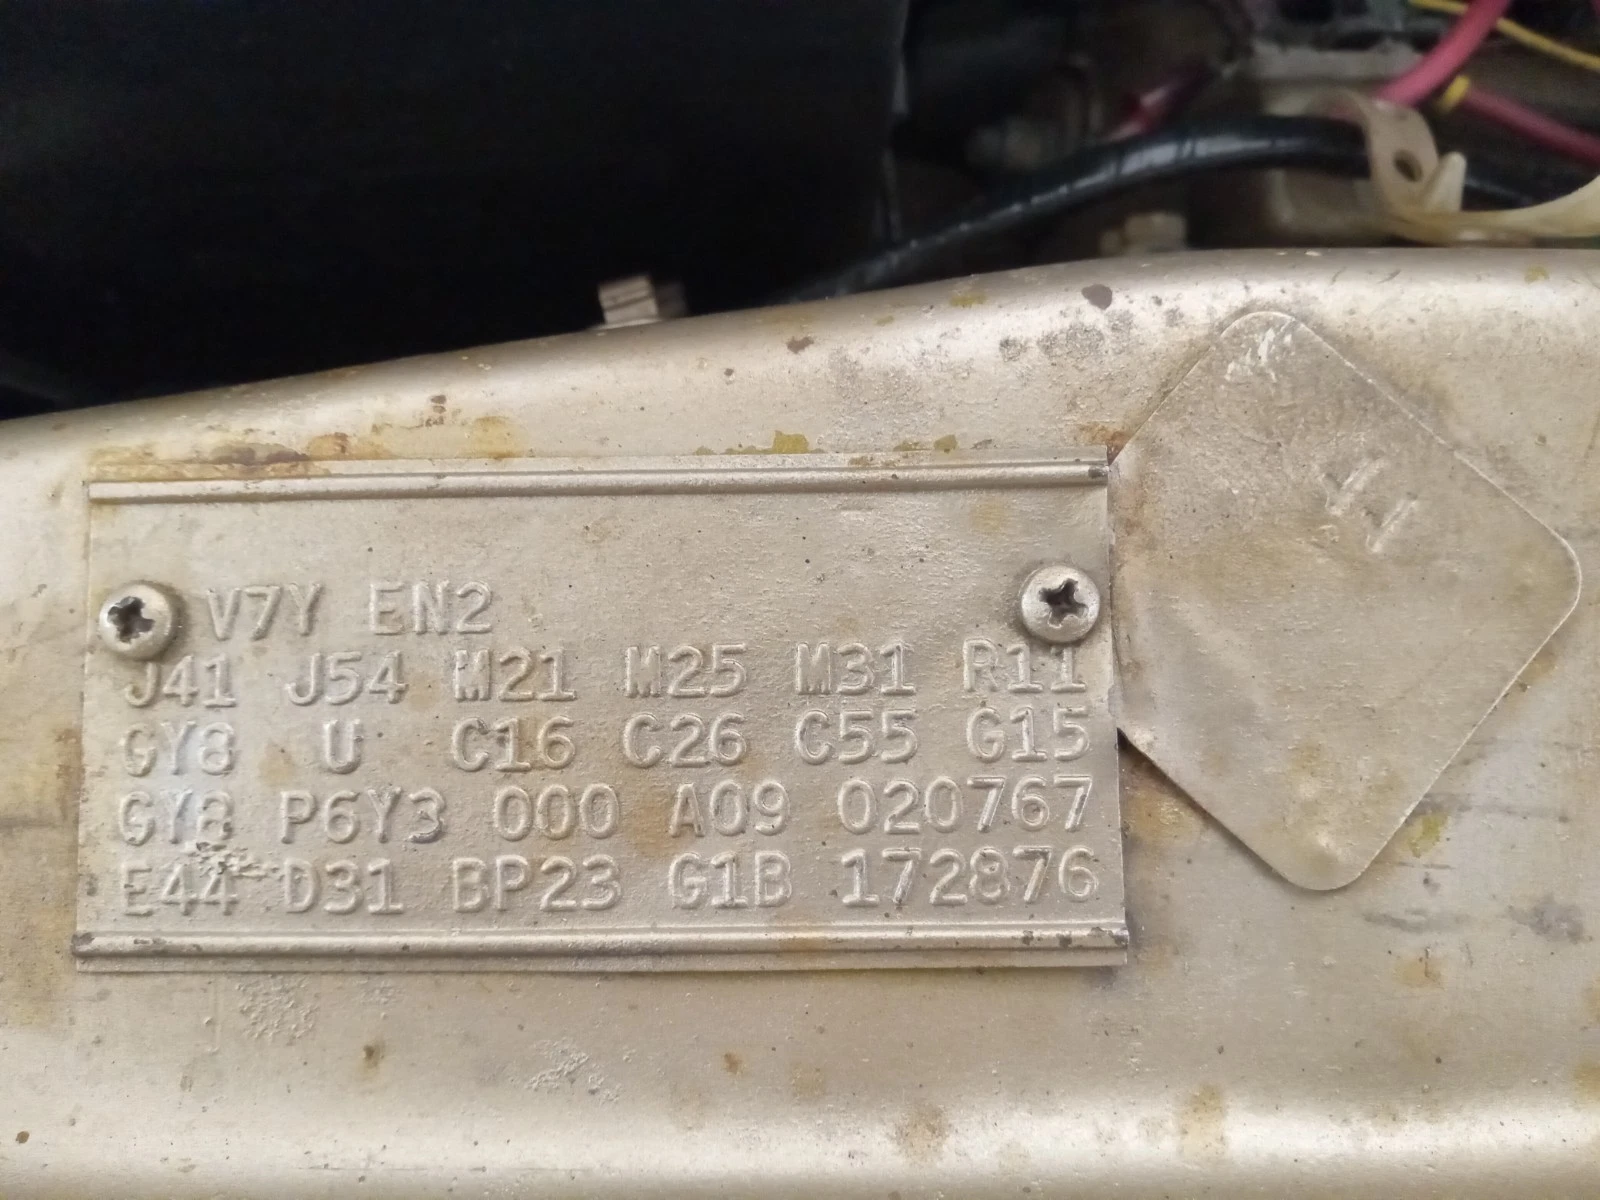 V7Y EN2
J41 J54 M21 M25 M31 R11
GY8 U C16 C26 C55 G15
GY8 P6Y3 000 A09 020767
E44 D31 BP23 G1B 172876